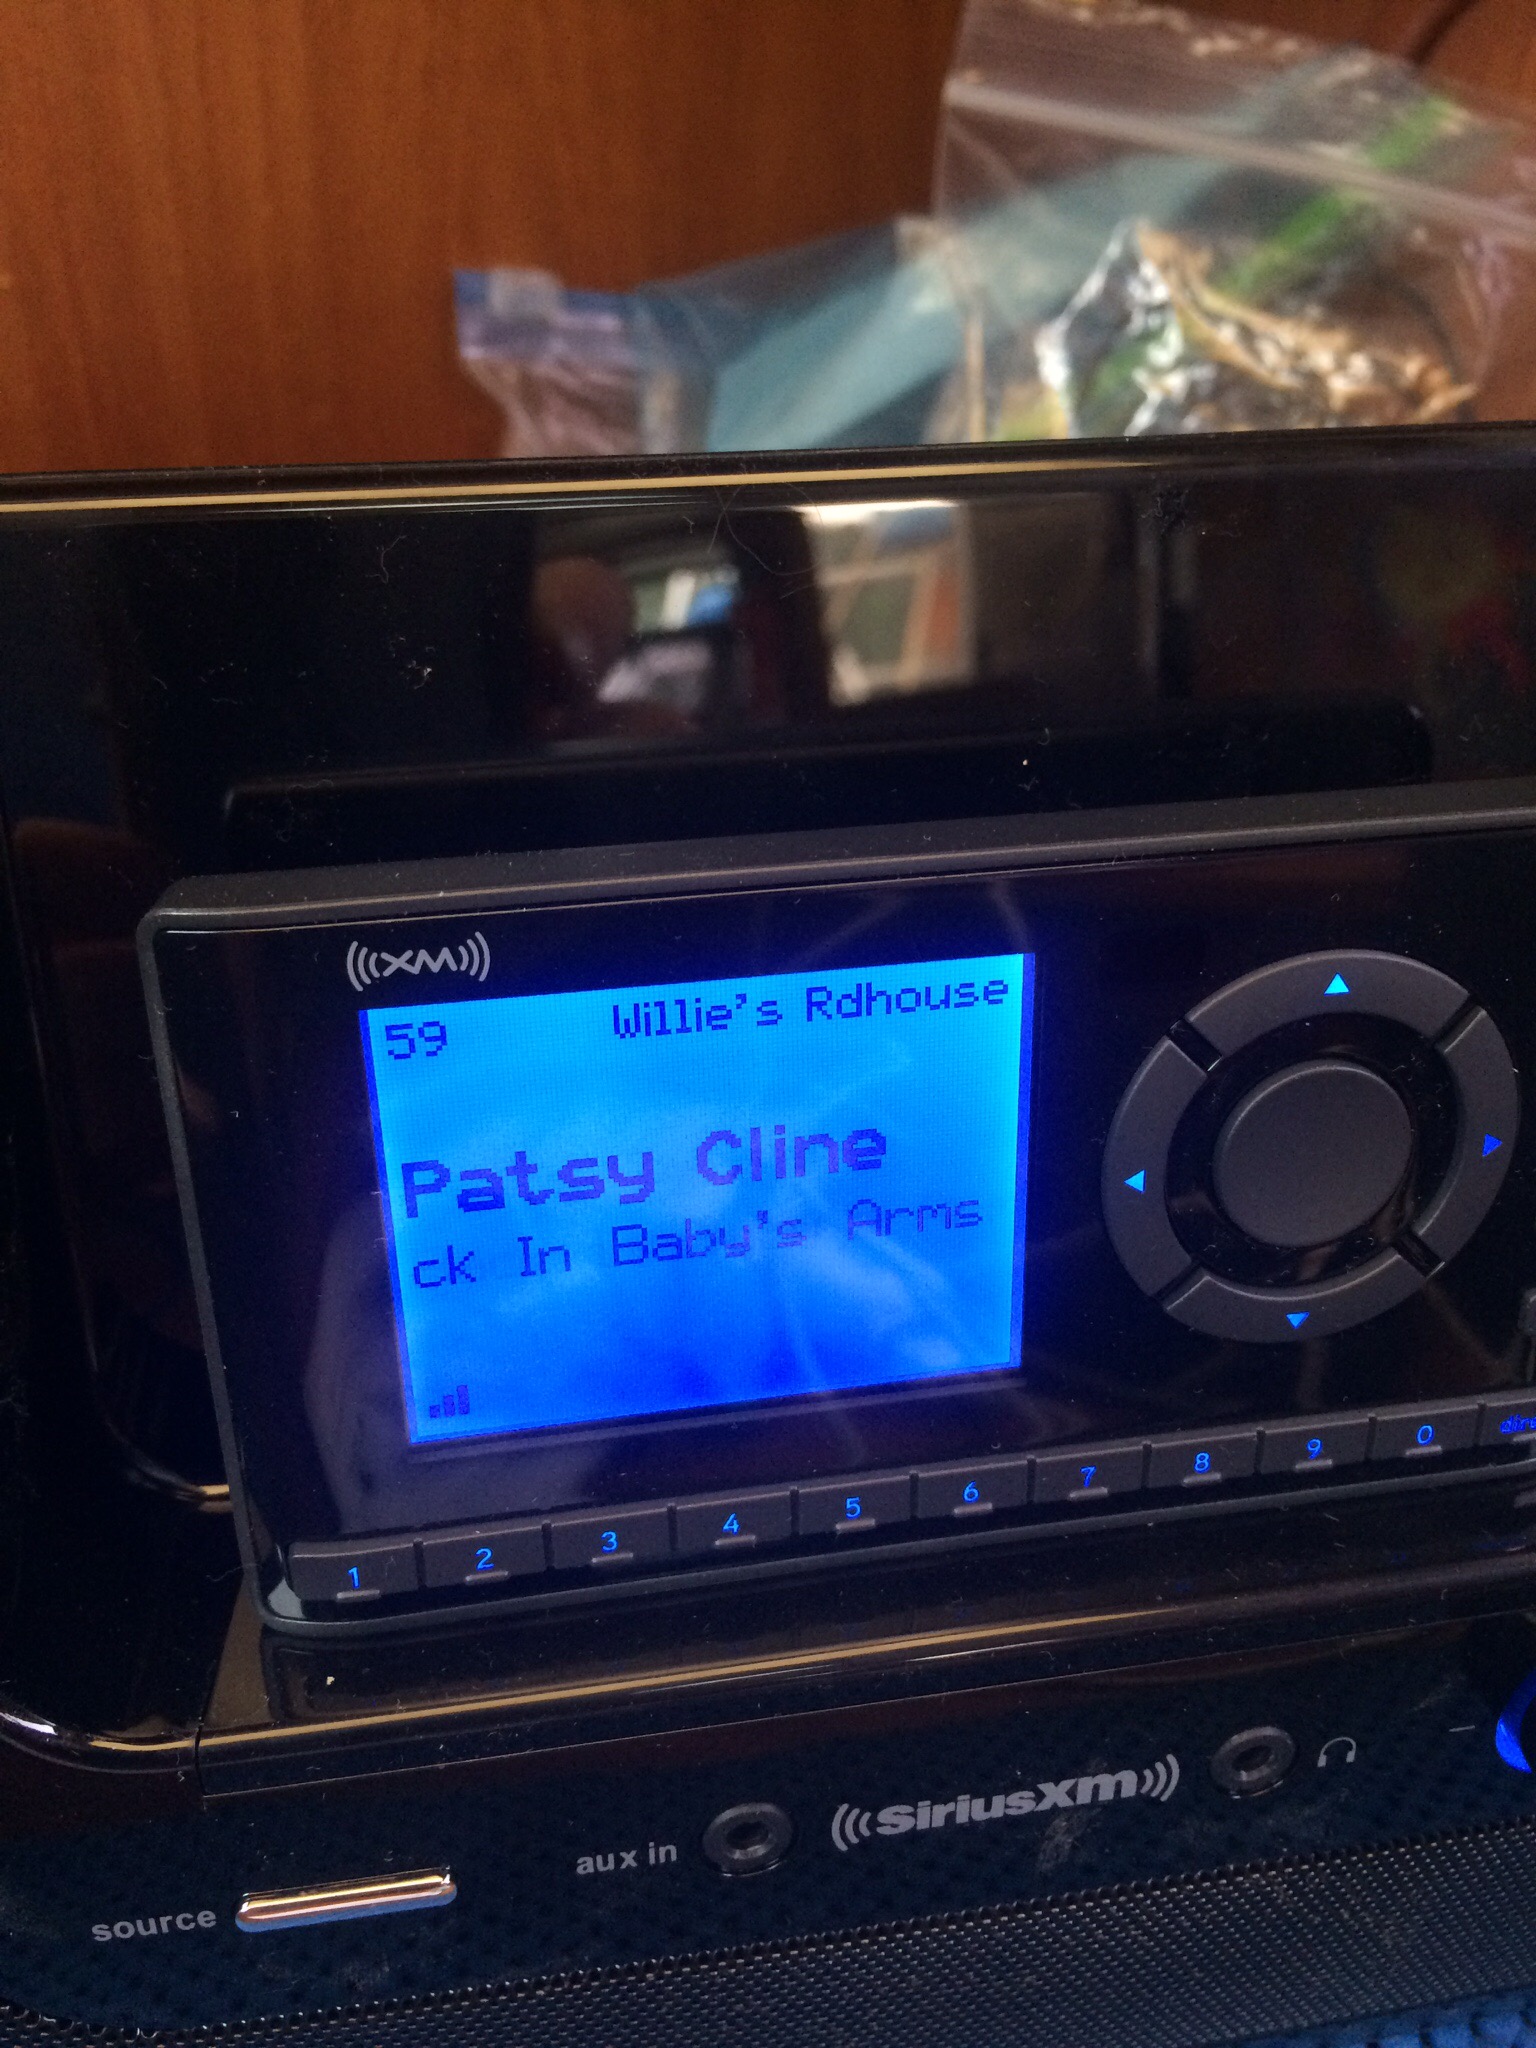 XM
59 Willie's Rdhouse
Patsy Cline
ck In Baby's Arms
1 2 3 4 5 6 7 8 9 0
aux in SiriusXM
source